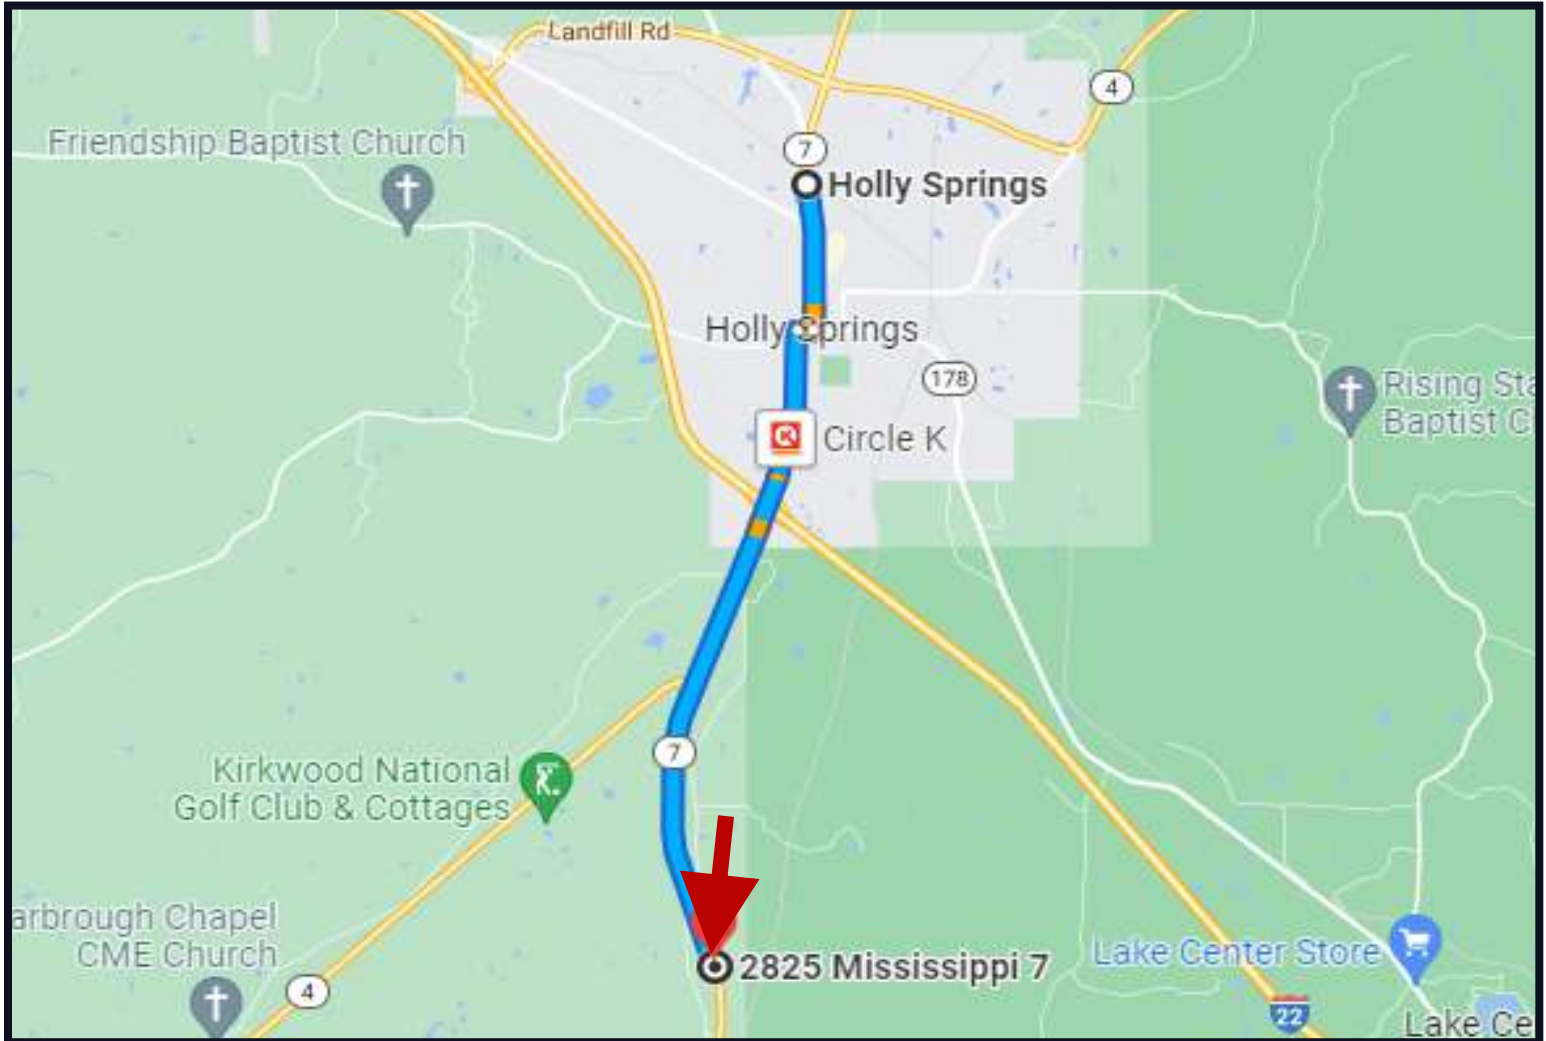 Landfill Rd
4
Friendship Baptist Church
7
Holly Springs
Holly Springs
178
Rising Sta
Baptist C
Circle K
7
Kirkwood National
Golf Club & Cottages
arbrough Chapel
CME Church
4
2825 Mississippi 7
Lake Center Store
22
Lake Ce